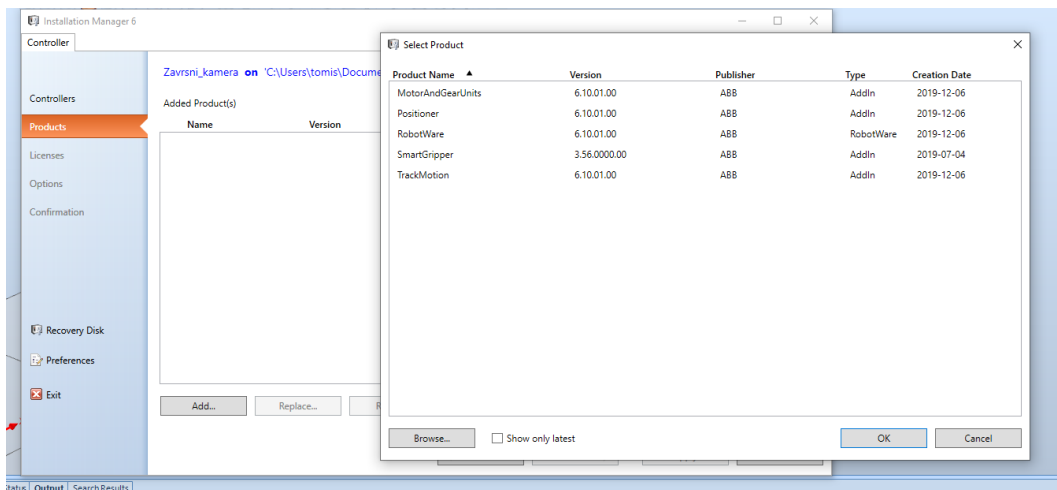 Installation Manager 6
Controller
Zavrsni_kamera on 'C:\Users\tomis\Docume
Controllers
Products
Licenses
Options
Confirmation
Recovery Disk
Preferences
Exit
Added Product(s)
Name Version
Add... Replace... R
Select Product
Product Name Version Publisher Type Creation Date
MotorAndGearUnits 6.10.01.00 ABB AddIn 2019-12-06
Positioner 6.10.01.00 ABB AddIn 2019-12-06
RobotWare 6.10.01.00 ABB RobotWare 2019-12-06
SmartGripper 3.56.0000.00 ABB AddIn 2019-07-04
TrackMotion 6.10.01.00 ABB AddIn 2019-12-06
Browse... Show only latest OK Cancel
Status Output Search Results